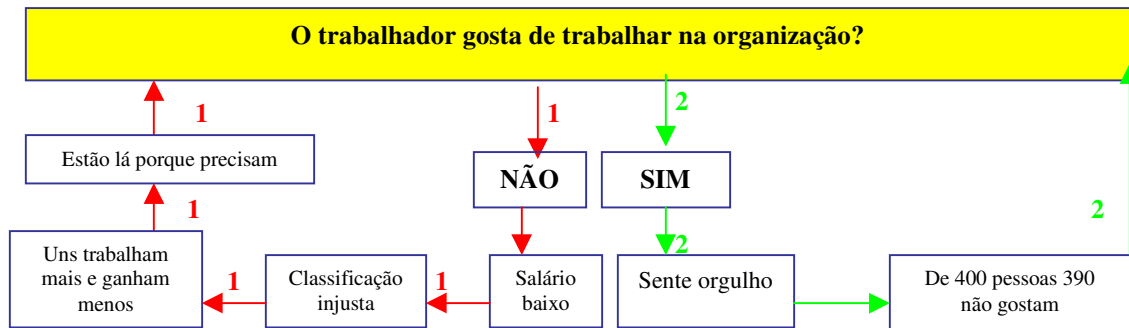 O trabalhador gosta de trabalhar na organização?
1
1
2
Estão lá porque precisam
NÃO
SIM
1
2
2
Uns trabalham
mais e ganham
menos
1
Classificação
injusta
1
Salário
baixo
Sente orgulho
De 400 pessoas 390
não gostam